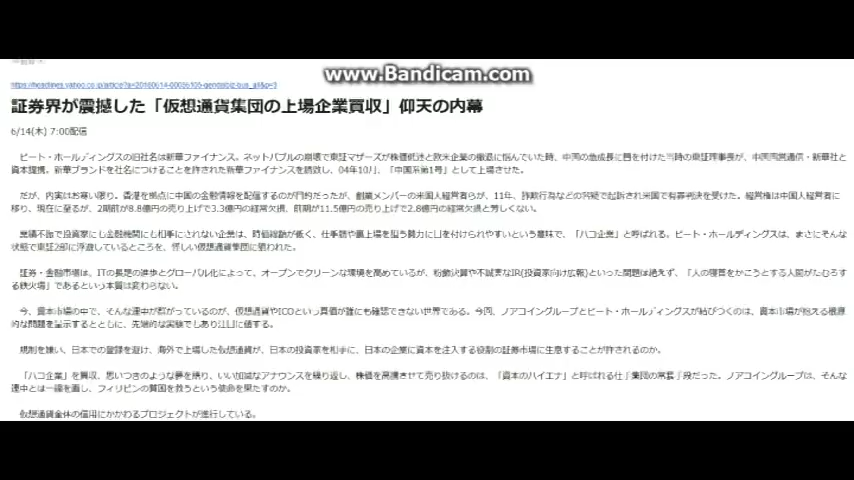 www.Bandicam.com
証券界が震撼した「仮想通貨集団の上場企業買収」仰天の内幕
6/14(木) 7:00配信
ビート・ホールディングスの旧社名は新華ファイナンス。ネットバブルの崩壊で東証マザーズが株価低迷と欧米企業の撤退に悩んでいた時、中国の急成長に目を付けた当時の東証理事長が、中国国営通信・新華社と
資本提携。新華ブランドを社名につけることを許された新華ファイナンスを誘致し、04年10月、「中国系第1号」として上場させた。
だが、内実はお寒い限り。香港を拠点に中国の金融情報を配信するのが門約だったが、創業メンバーの米国人経営者らが、11年、詐欺行為などの容疑で起訴され米国で有罪判決を受けた。経営権は中国人経営者に
移り、現在に至るが、2期前が8.8億円の売り上げで3.3億円の経常欠損、前期が11.5億円の売り上げで2.8億円の経常欠損と芳しくない。
業績不振で投資家にも金融機関にも相手にされない企業は、時価総額が低く、仕手筋や裏上場を狙う勢力に目を付けられやすいという意味で、「ハコ企業」と呼ばれる。ビート・ホールディングスは、まさにそんな
状態で東証2部に浮遊しているところを、怪しい仮想通貨集団に狙われた。
証券・金融市場は、ITの長足の進歩とグローバル化によって、オープンでクリーンな環境を高めているが、粉飾決算や不誠実なIR(投資家向け広報)といった問題は絶えず、「人の寝首をかこうとする人間がたむろす
る鉄火場」であるという本質は変わらない。
今、資本市場の中で、そんな連中が群がっているのが、仮想通貨やICOという真価が誰にも確認できない世界である。今回、ノアコイングループとビート・ホールディングスが結びつくのは、資本市場が抱える根源
的な問題を呈示するとともに、先端的な実験でもあり注目に値する。
規制を嫌い、日本での登録を避け、海外で上場した仮想通貨が、日本の投資家を相手に、日本の企業に資本を注入する役割の証券市場に生息することが許されるのか。
「ハコ企業」を買収、思いつきのような夢を語り、いい加減なアナウンスを繰り返し、株価を高騰させて売り抜けるのは、「資本のハイエナ」と呼ばれる仕手集団の常套手段だった。ノアコイングループは、そんな
連中とは一線を画し、フィリピンの貧困を救うという使命を果たすのか。
仮想通貨全体の信用にかかわるプロジェクトが進行している。